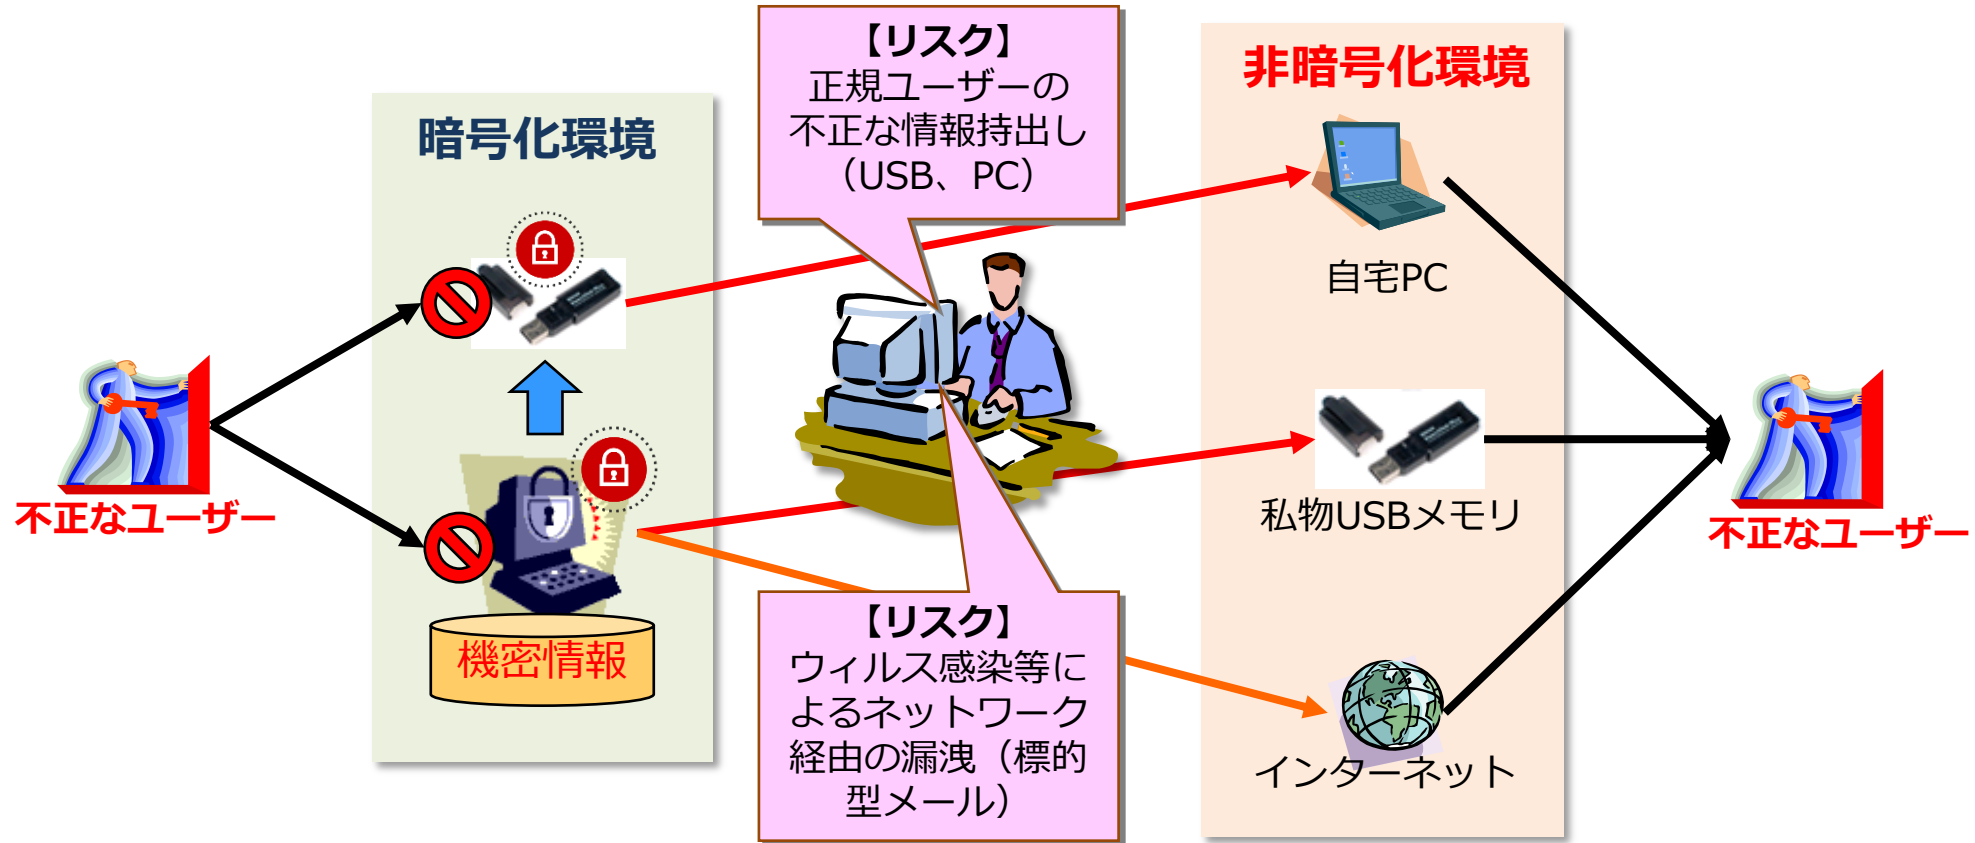 【リスク】
正規ユーザーの
不正な情報持出し
（USB、PC）
非暗号化環境
暗号化環境
自宅PC
不正なユーザー
私物USBメモリ
不正なユーザー
機密情報
【リスク】
ウィルス感染等に
よるネットワーク
経由の漏洩（標的
型メール）
インターネット